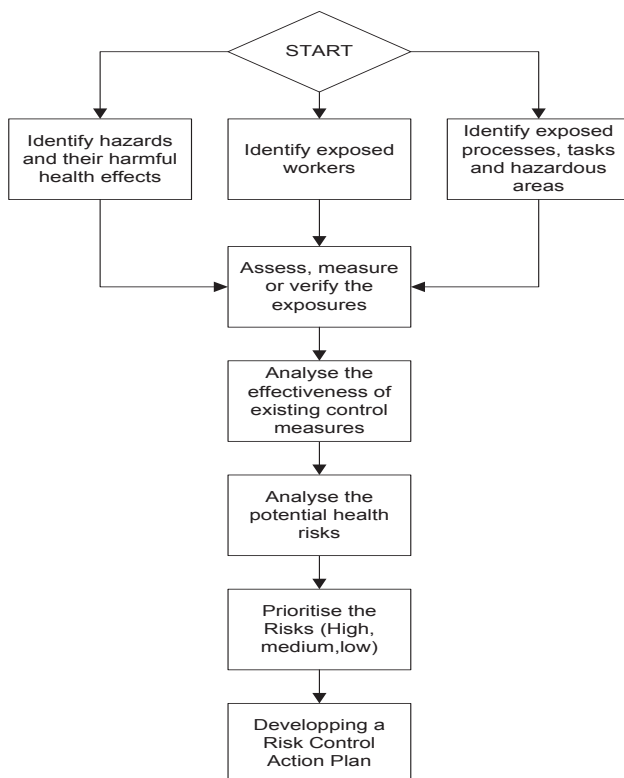 START
Identify hazards
and their harmful
health effects
Identify exposed
workers
Identify exposed
processes, tasks
and hazardous
areas
Assess, measure
or verify the
exposures
Analyse the
effectiveness of
existing control
measures
Analyse the
potential health
risks
Prioritise the
Risks (High,
medium,low)
Developping a
Risk Control
Action Plan